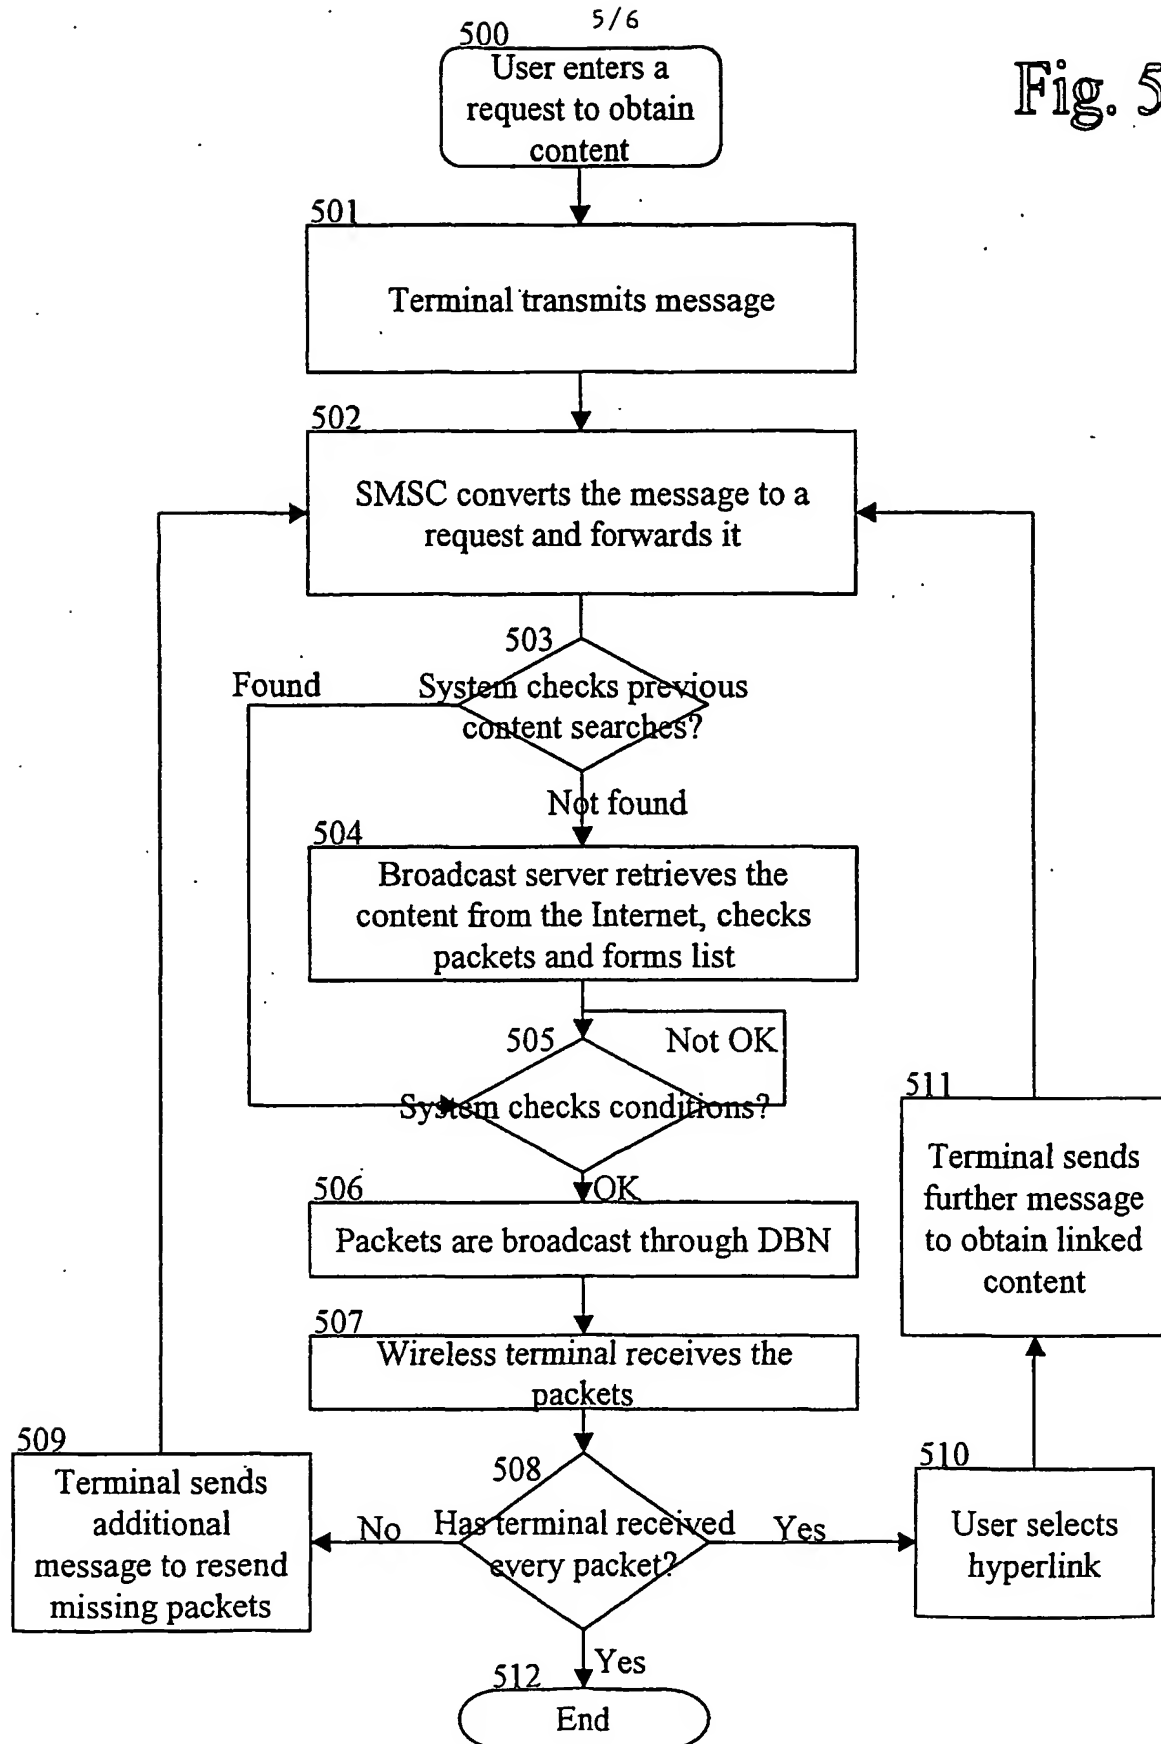 5/6
Fig. 5
500
User enters a
request to obtain
content
501
Terminal transmits message
502
SMSC converts the message to a
request and forwards it
503
System checks previous
content searches?
Found
Not found
504
Broadcast server retrieves the
content from the Internet, checks
packets and forms list
505
Not OK
System checks conditions?
OK
506
Packets are broadcast through DBN
507
Wireless terminal receives the
packets
508
Has terminal received
every packet?
No
Yes
509
Terminal sends
additional
message to resend
missing packets
510
User selects
hyperlink
511
Terminal sends
further message
to obtain linked
content
Yes
512
End